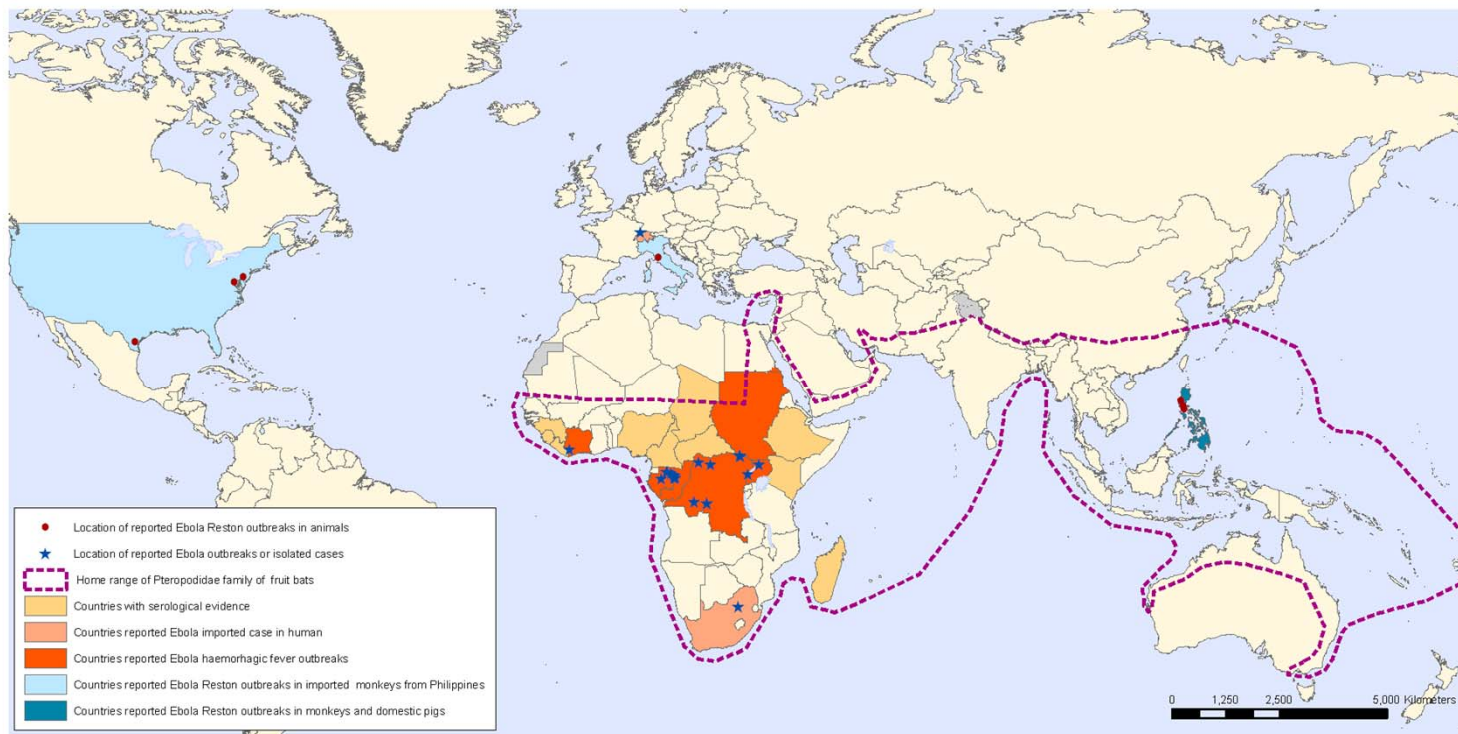 Location of reported Ebola Reston outbreaks in animals
Location of reported Ebola outbreaks or isolated cases
Home range of Pteropodidae family of fruit bats
Countries with serological evidence
Countries reported Ebola imported case in human
Countries reported Ebola haemorhagic fever outbreaks
Countries reported Ebola Reston outbreaks in imported monkeys from Philippines
Countries reported Ebola Reston outbreaks in monkeys and domestic pigs
0 1,250 2,500 5,000 Kilometers